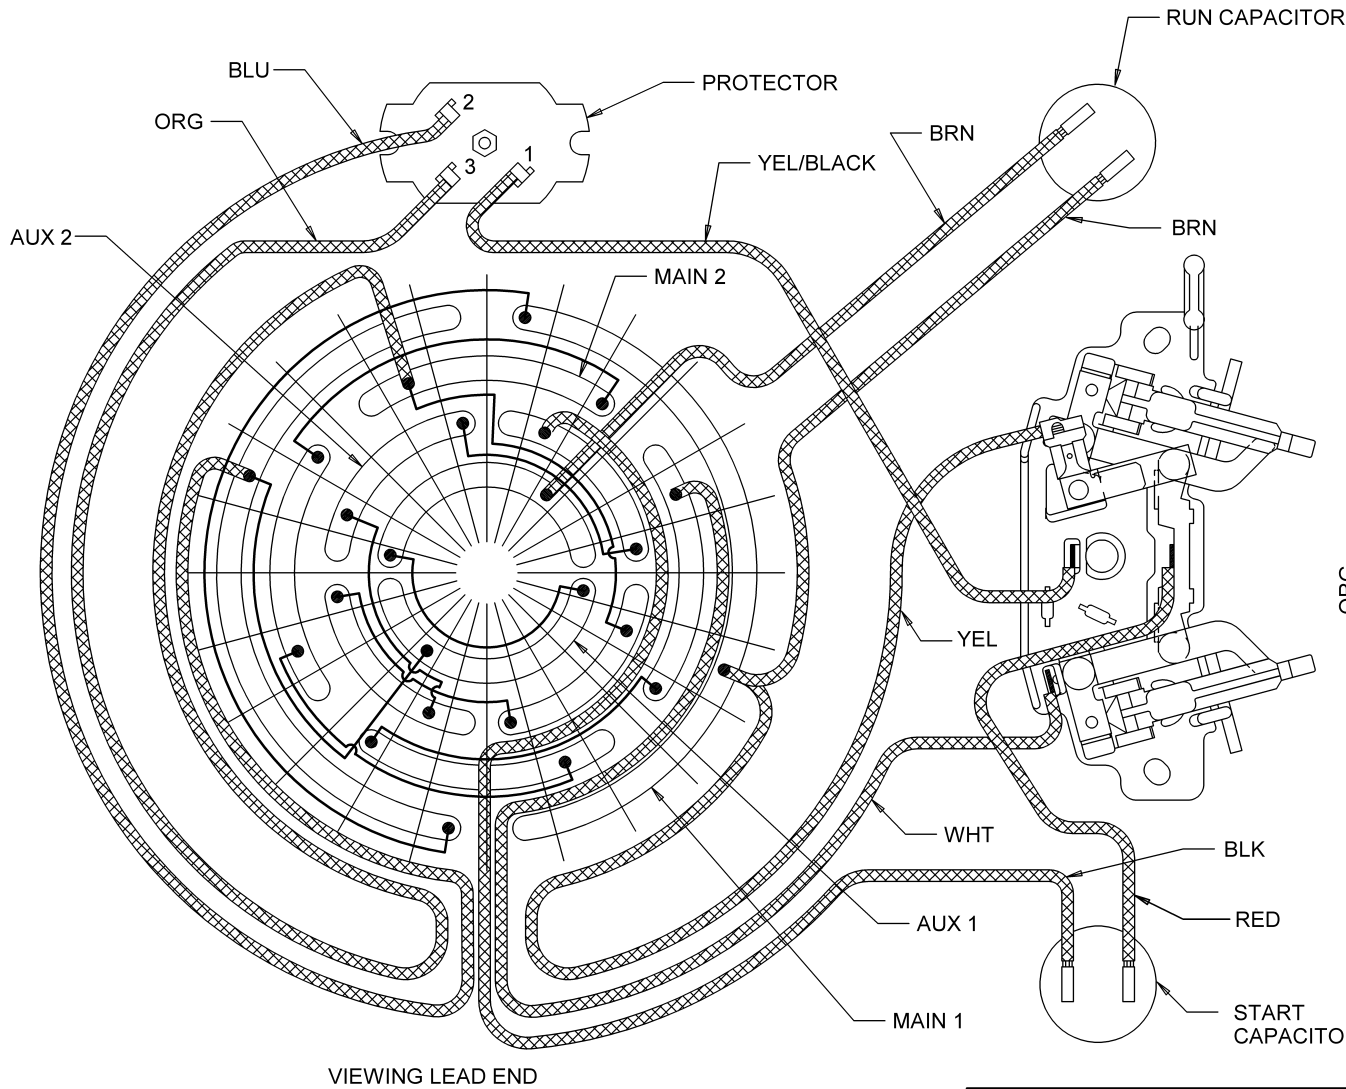 RUN CAPACITOR
BLU
PROTECTOR
2
ORG
BRN
3
1
YEL/BLACK
BRN
AUX 2
MAIN 2
ORG
YEL
WHT
BLK
AUX 1
RED
MAIN 1
START
CAPACITO
VIEWING LEAD END